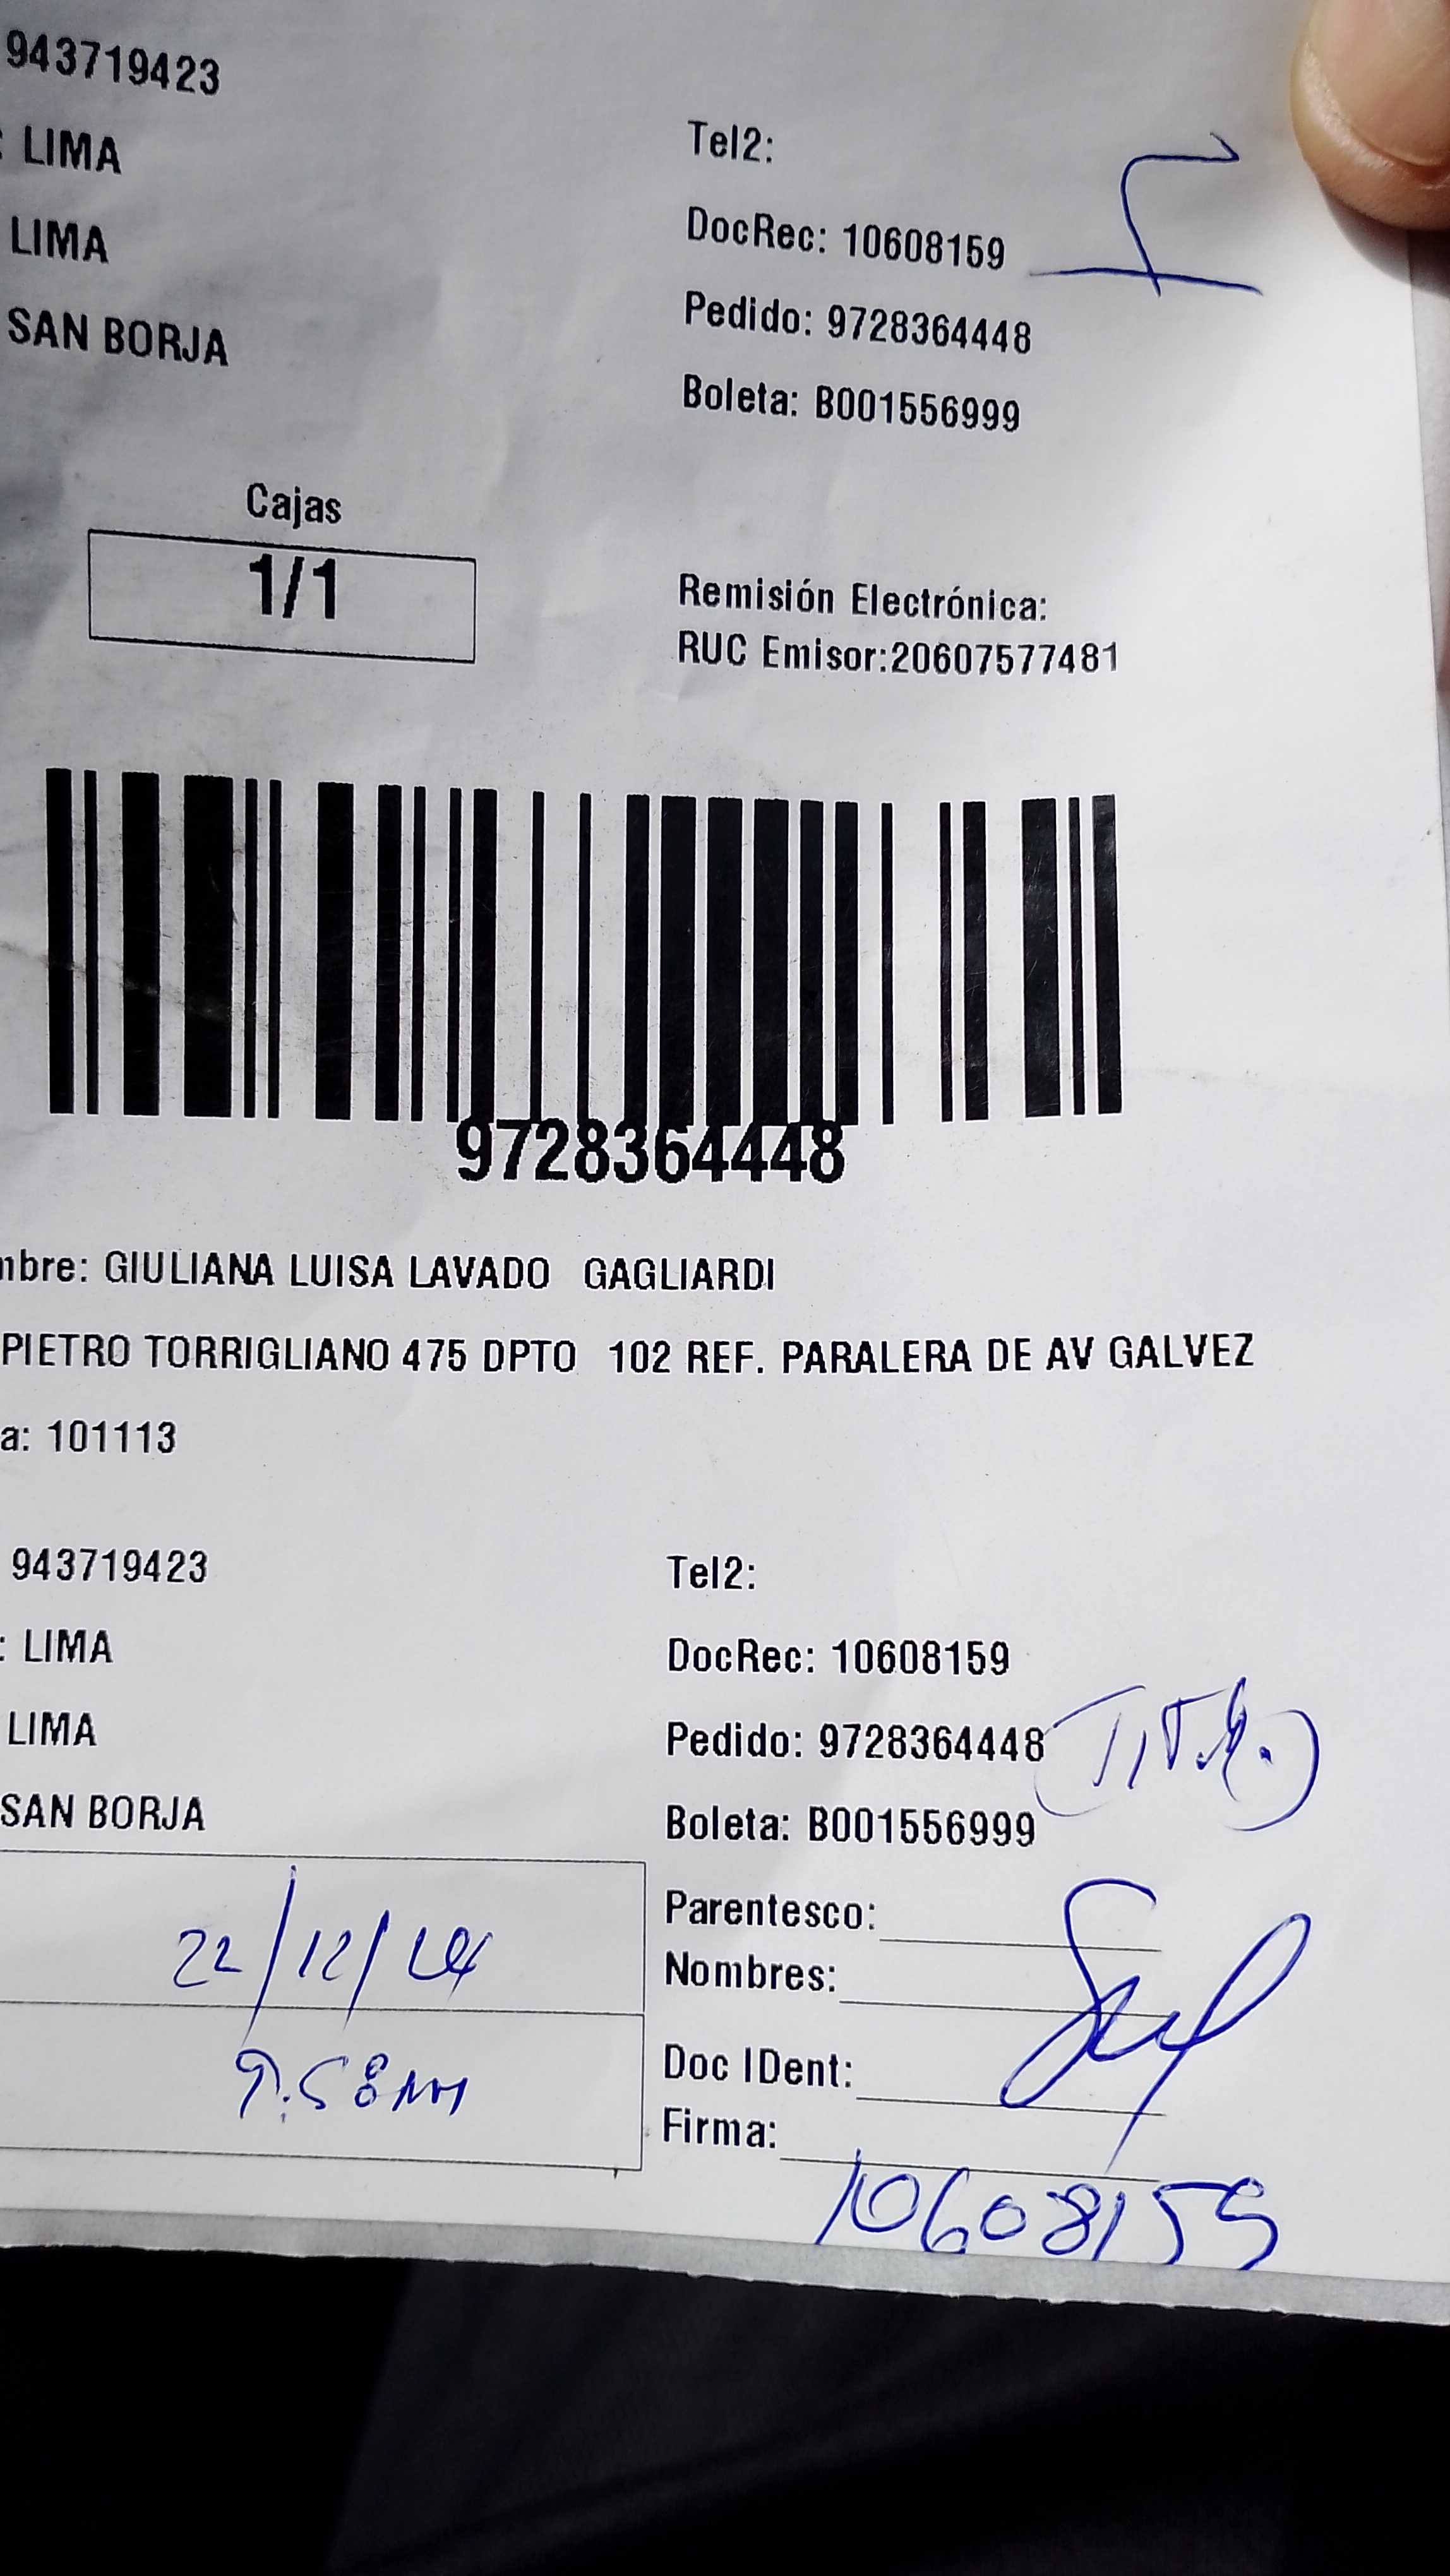 943719423
: LIMA
LIMA
SAN BORJA
Tel2:
DocRec: 10608159
Pedido: 9728364448
Boleta: B001556999
Cajas
1/1
Remisión Electrónica:
RUC Emisor:20607577481
9728364448
mbre: GIULIANA LUISA LAVADO GAGLIARDI
PIETRO TORRIGLIANO 475 DPTO 102 REF. PARALERA DE AV GALVEZ
a: 101113
943719423
: LIMA
LIMA
SAN BORJA
Tel2:
DocRec: 10608159
Pedido: 9728364448
Boleta: B001556999
22/12/24
9:58AM
Parentesco:
Nombres:
Doc IDent:
Firma:
10608159